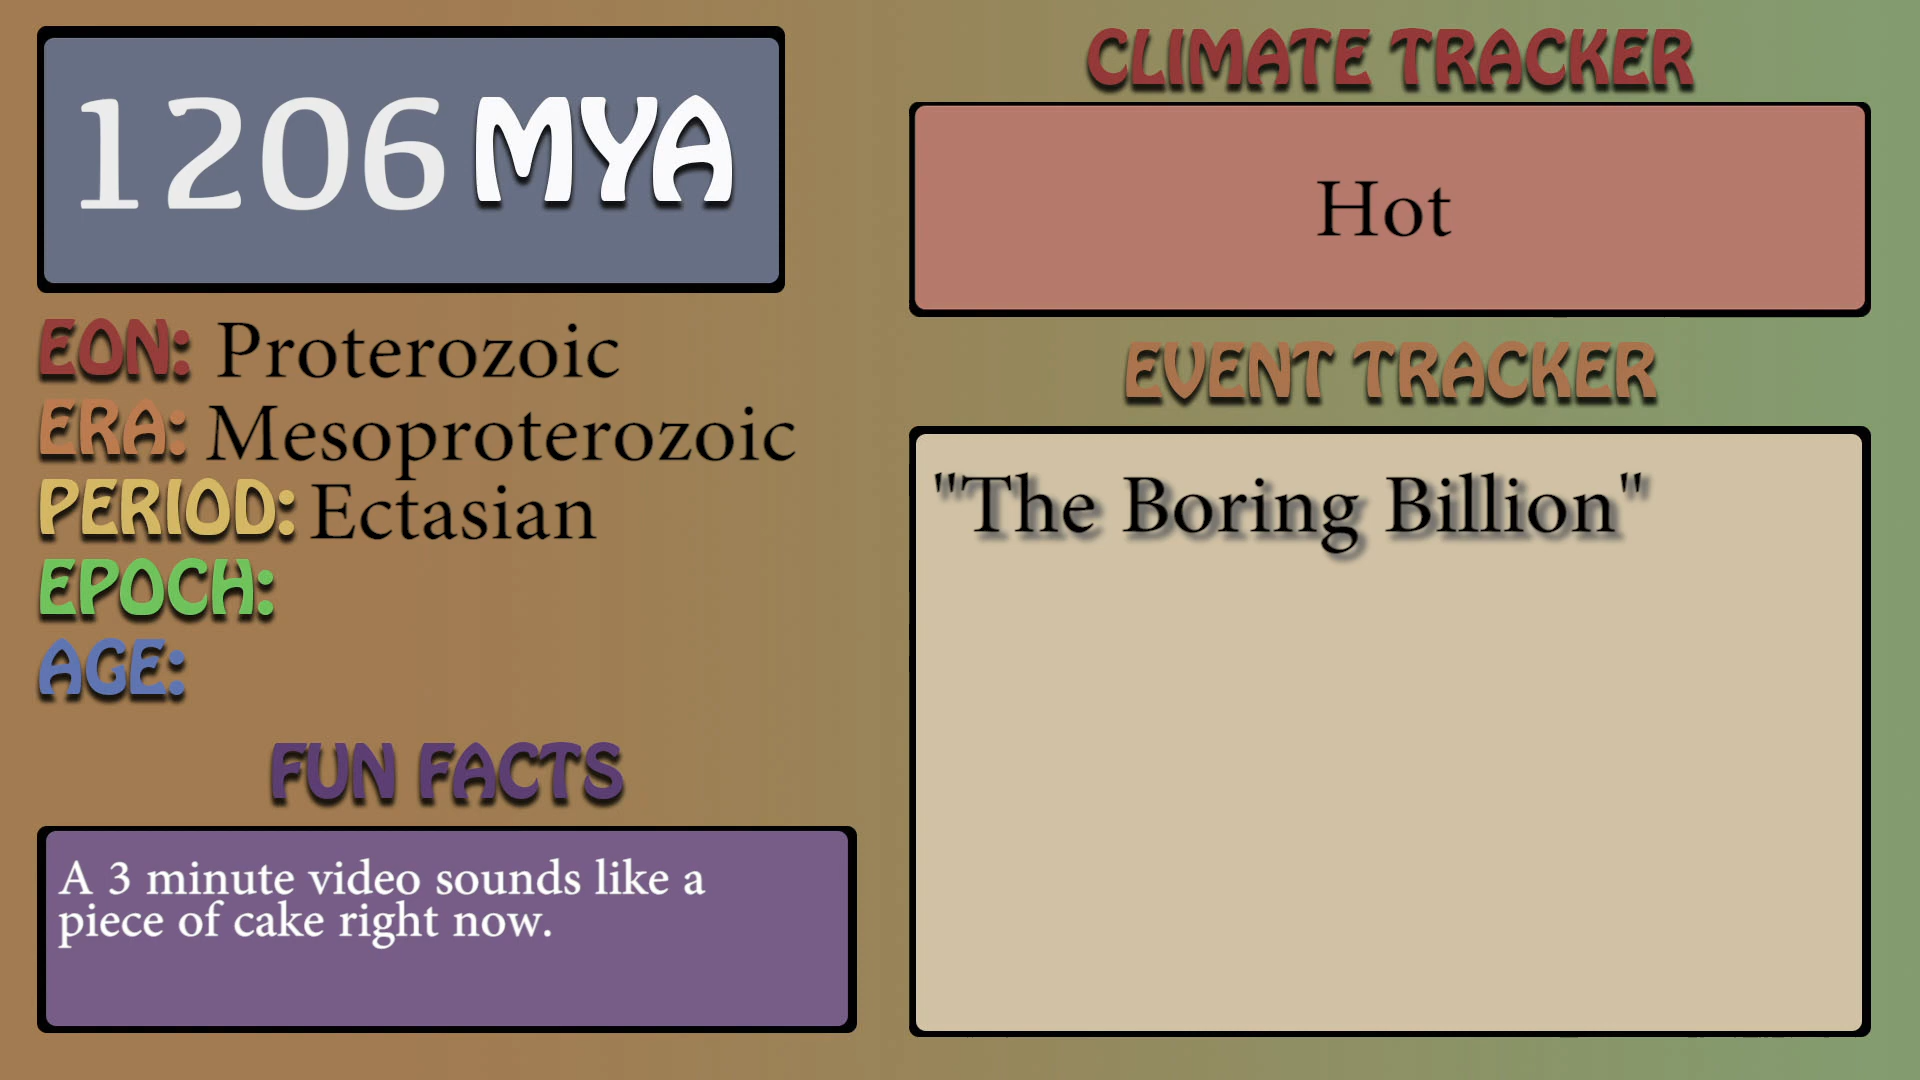 1206 MYA
EON: Proterozoic
ERA: Mesoproterozoic
PERIOD: Ectasian
EPOCH:
AGE:
FUN FACTS
A 3 minute video sounds like a
piece of cake right now.
CLIMATE TRACKER
Hot
EVENT TRACKER
"The Boring Billion"